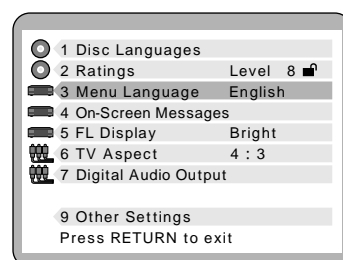 1 Disc Languages
2 Ratings Level 8
3 Menu Language English
4 On-Screen Messages
5 FL Display Bright
6 TV Aspect 4 : 3
7 Digital Audio Output
9 Other Settings
Press RETURN to exit